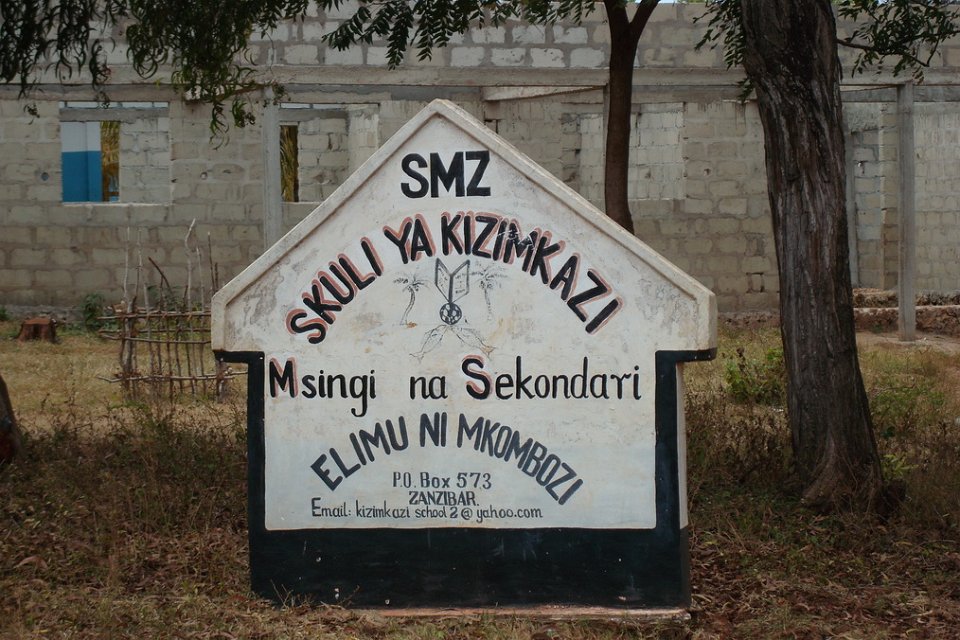 SMZ
SKULI YA KIZIMKAZI
Msingi na Sekondari
ELIMU NI MKOMBOZI
P.O. Box 573
ZANZIBAR.
Email: kizimkazi school 2@yahoo.com